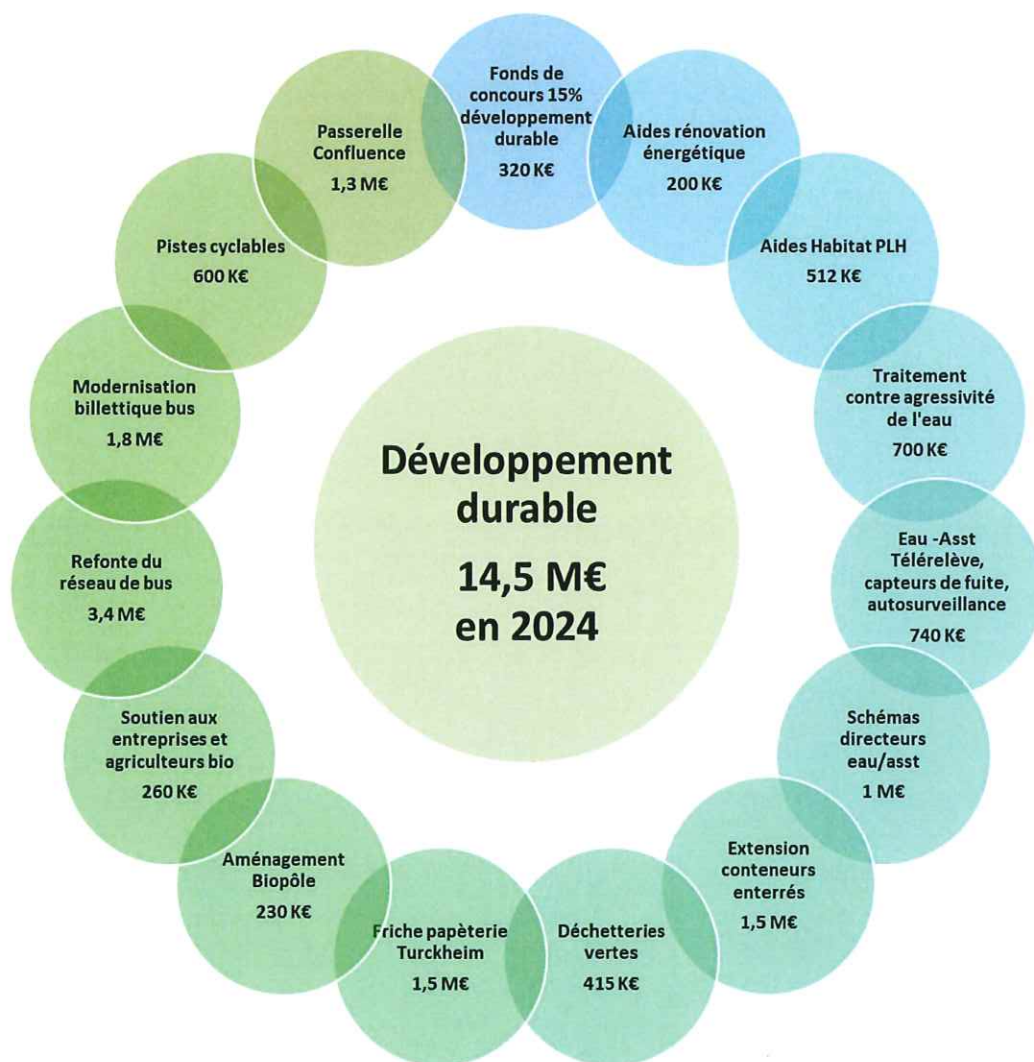 Fonds de
concours 15%
développement
durable
320 K€
Aides rénovation
énergétique
200 K€
Aides Habitat PLH
512 K€
Traitement
contre agressivité
de l'eau
700 K€
Eau -Asst
Télérelève,
capteurs de fuite,
autosurveillance
740 K€
Schémas
directeurs
eau/asst
1 M€
Extension
conteneurs
enterrés
1,5 M€
Déchetteries
vertes
415 K€
Friche papèterie
Turckheim
1,5 M€
Aménagement
Biopôle
230 K€
Soutien aux
entreprises et
agriculteurs bio
260 K€
Refonte du
réseau de bus
3,4 M€
Modernisation
billettique bus
1,8 M€
Pistes cyclables
600 K€
Passerelle
Confluence
1,3 M€
Développement
durable
14,5 M€
en 2024